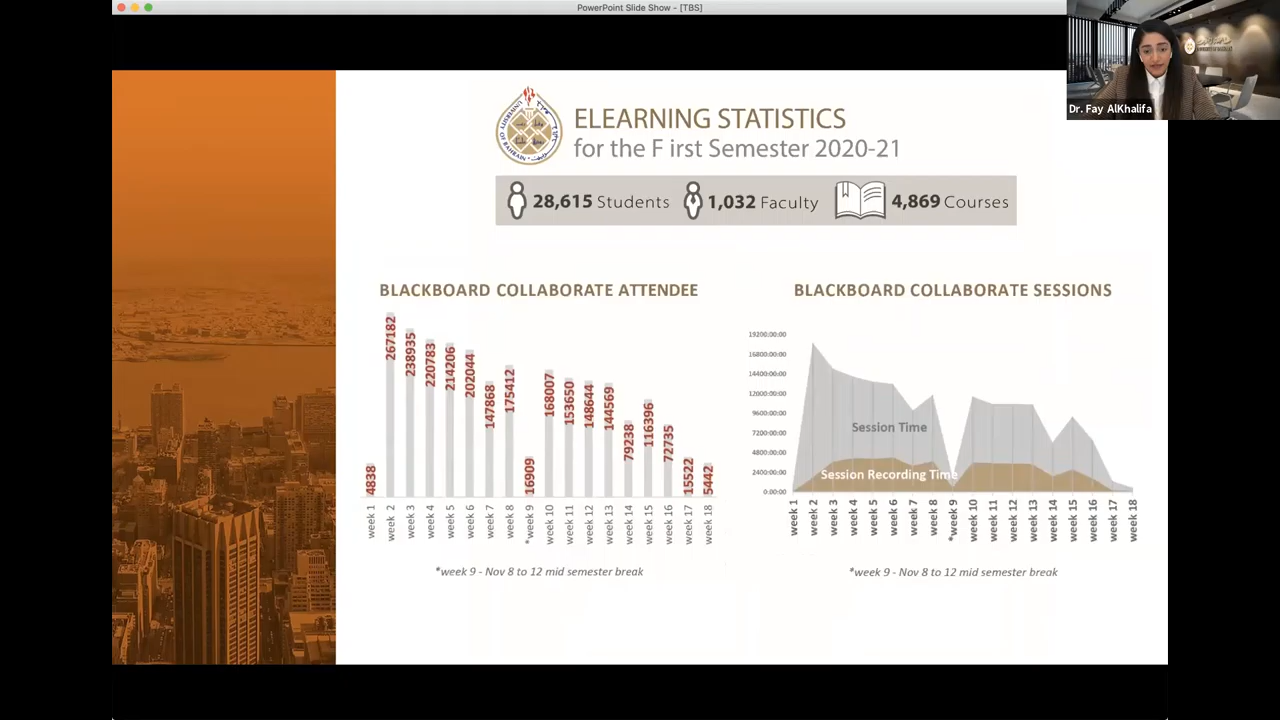 PowerPoint Slide Show - [TBS]
Dr. Fay AlKhalifa
UNIVERSITY OF BAHRAIN
ELEARNING STATISTICS
for the F irst Semester 2020-21
28,615 Students 1,032 Faculty 4,869 Courses
BLACKBOARD COLLABORATE ATTENDEE
4838 267182 238935 220783 214206 202044 147868 175412 16909 168007 153650 148644 144569 79238 116396 72735 15522 5442
week 1 week 2 week 3 week 4 week 5 week 6 week 7 week 8 *week 9 week 10 week 11 week 12 week 13 week 14 week 15 week 16 week 17 week 18
*week 9 - Nov 8 to 12 mid semester break
BLACKBOARD COLLABORATE SESSIONS
19200:00:00
16800:00:00
14400:00:00
12000:00:00
9600:00:00
7200:00:00
4800:00:00
2400:00:00
0:00:00
Session Time
Session Recording Time
week 1 week 2 week 3 week 4 week 5 week 6 week 7 week 8 *week 9 week 10 week 11 week 12 week 13 week 14 week 15 week 16 week 17 week 18
*week 9 - Nov 8 to 12 mid semester break